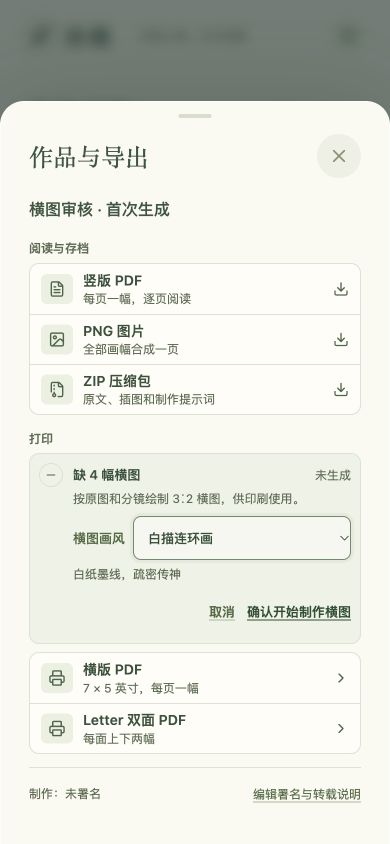 作品与导出
横图审核 · 首次生成
阅读与存档
竖版 PDF
每页一幅，逐页阅读
PNG 图片
全部画幅合成一页
ZIP 压缩包
原文、插图和制作提示词
打印
缺 4 幅横图 未生成
按原图和分镜绘制 3:2 横图，供印刷使用。
横图画风 白描连环画
白纸墨线，疏密传神
取消 确认开始制作横图
横版 PDF
7 × 5 英寸，每页一幅
Letter 双面 PDF
每面上下两幅
制作：未署名 编辑署名与转载说明